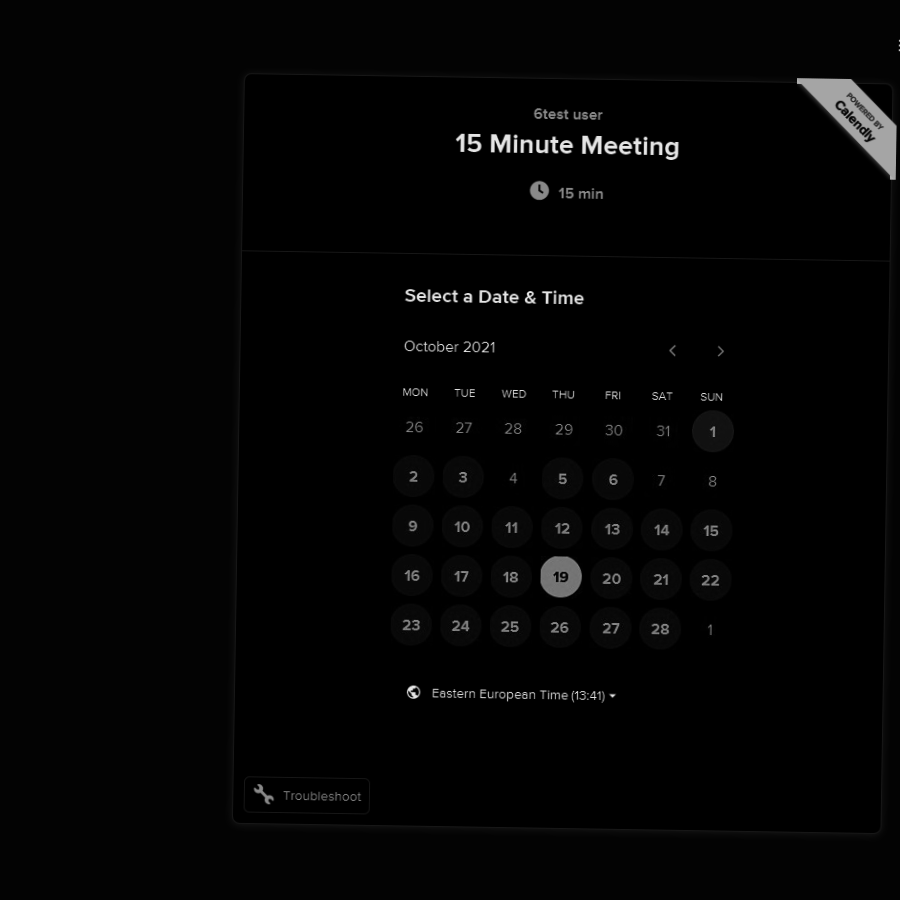 POWERED BY
Calendly
6test user
15 Minute Meeting
15 min
Select a Date & Time
October 2021
MON TUE WED THU FRI SAT SUN
26 27 28 29 30 31 1
2 3 4 5 6 7 8
9 10 11 12 13 14 15
16 17 18 19 20 21 22
23 24 25 26 27 28 1
Eastern European Time (13:41)
Troubleshoot